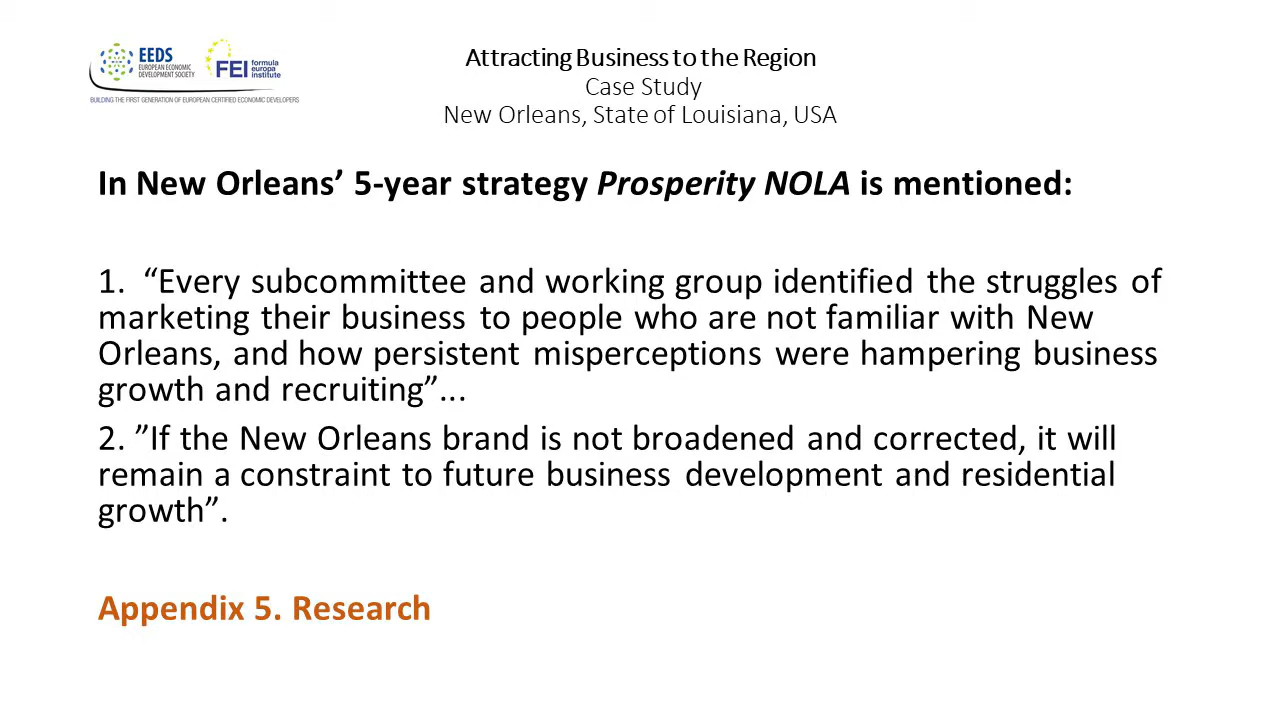 EEDS
EUROPEAN ECONOMIC
DEVELOPMENT SOCIETY
FEI formula
europa
institute
BUILDING THE FIRST GENERATION OF EUROPEAN CERTIFIED ECONOMIC DEVELOPERS
Attracting Business to the Region
Case Study
New Orleans, State of Louisiana, USA
In New Orleans’ 5-year strategy Prosperity NOLA is mentioned:
1. “Every subcommittee and working group identified the struggles of
marketing their business to people who are not familiar with New
Orleans, and how persistent misperceptions were hampering business
growth and recruiting”...
2. ”If the New Orleans brand is not broadened and corrected, it will
remain a constraint to future business development and residential
growth”.
Appendix 5. Research